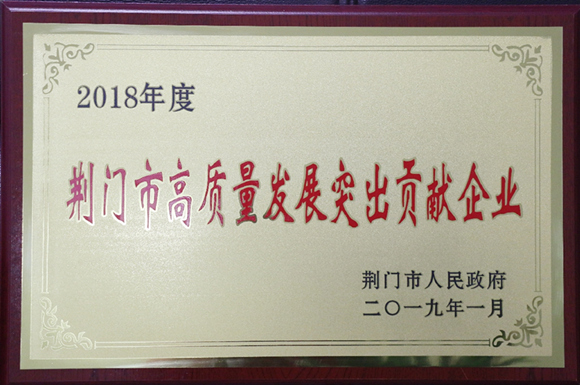 2018年度
荆门市高质量发展突出贡献企业
荆门市人民政府
二〇一九年一月